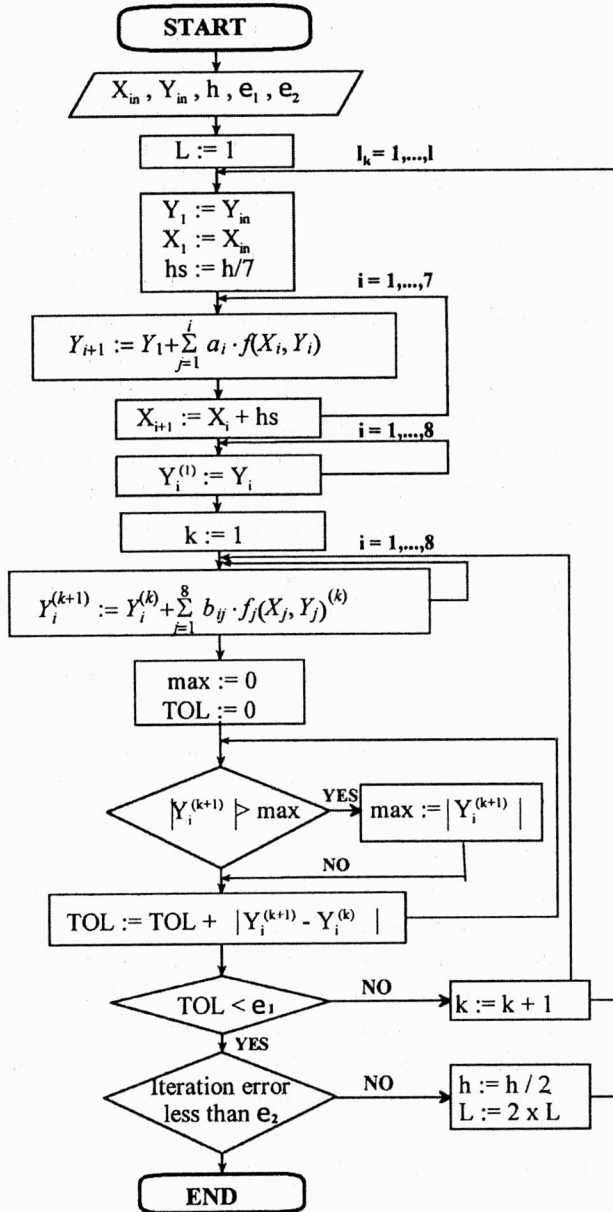 START
X_in , Y_in , h , e_1 , e_2
L := 1
l_k = 1,...,l
Y_1 := Y_in
X_1 := X_in
hs := h/7
i = 1,...,7
Y_{i+1} := Y_1 + \sum_{j=1}^{i} a_i · f(X_i, Y_i)
X_{i+1} := X_i + hs
i = 1,...,8
Y_i^{(1)} := Y_i
k := 1
i = 1,...,8
Y_i^{(k+1)} := Y_i^{(k)} + \sum_{j=1}^{8} b_{ij} · f_j(X_j, Y_j)^{(k)}
max := 0
TOL := 0
|Y_i^{(k+1)}| > max
YES
max := | Y_i^{(k+1)} |
NO
TOL := TOL + |Y_i^{(k+1)} - Y_i^{(k)} |
TOL < e_1
NO
k := k + 1
YES
Iteration error
less than e_2
NO
h := h / 2
L := 2 x L
END